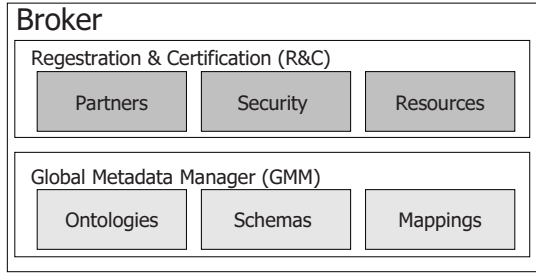 Broker
Regestration & Certification (R&C)
Partners Security Resources
Global Metadata Manager (GMM)
Ontologies Schemas Mappings